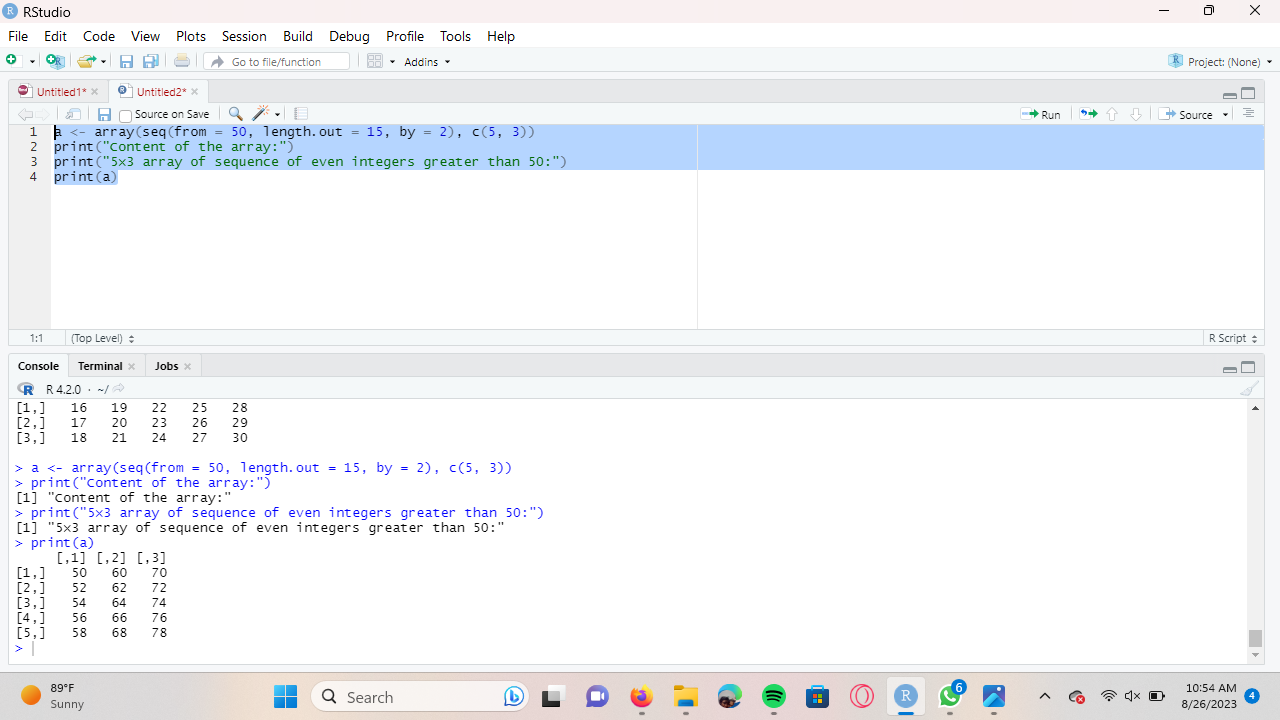 RStudio
File Edit Code View Plots Session Build Debug Profile Tools Help
Go to file/function Addins Project: (None)
Untitled1* Untitled2*
Source on Save Run Source
1 a <- array(seq(from = 50, length.out = 15, by = 2), c(5, 3))
2 print("Content of the array:")
3 print("5x3 array of sequence of even integers greater than 50:")
4 print(a)
1:1 (Top Level) R Script
Console Terminal Jobs
R 4.2.0 · ~/
[1,] 16 19 22 25 28
[2,] 17 20 23 26 29
[3,] 18 21 24 27 30
> a <- array(seq(from = 50, length.out = 15, by = 2), c(5, 3))
> print("Content of the array:")
[1] "Content of the array:"
> print("5x3 array of sequence of even integers greater than 50:")
[1] "5x3 array of sequence of even integers greater than 50:"
> print(a)
[,1] [,2] [,3]
[1,] 50 60 70
[2,] 52 62 72
[3,] 54 64 74
[4,] 56 66 76
[5,] 58 68 78
>
89°F
Sunny
Search
6
10:54 AM
8/26/2023
4